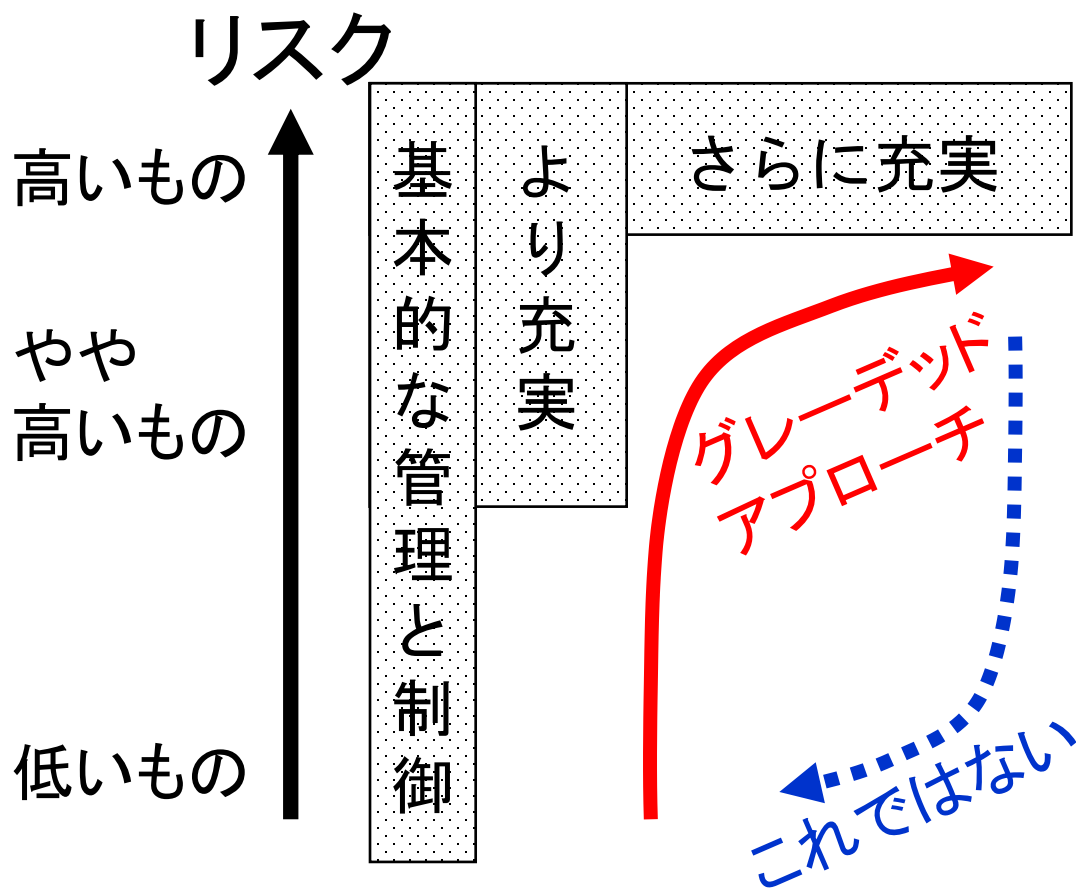 リスク
高いもの
やや
高いもの
低いもの
基本的な管理と制御
より充実
さらに充実
グレーデッド
アプローチ
これではない